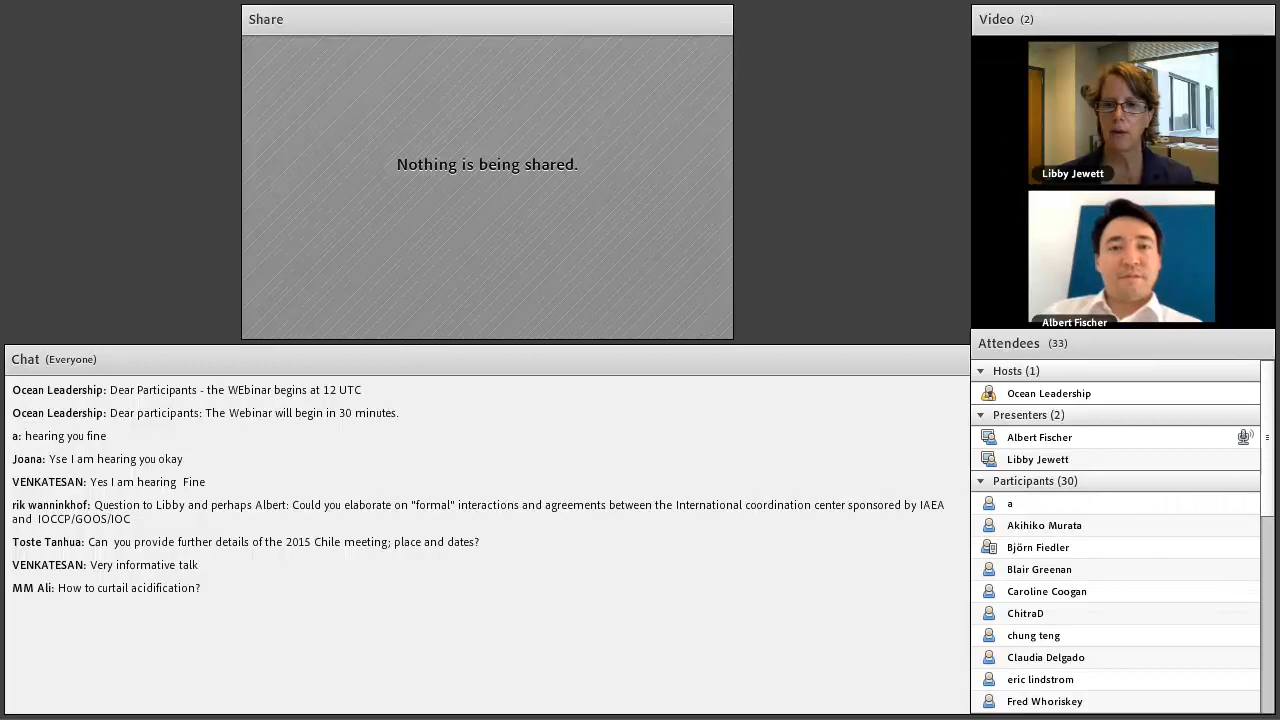 Share
Nothing is being shared.
Video (2)
Libby Jewett
Albert Fischer
Chat (Everyone)
Ocean Leadership: Dear Participants - the WEbinar begins at 12 UTC
Ocean Leadership: Dear participants: The Webinar will begin in 30 minutes.
a: hearing you fine
Joana: Yse I am hearing you okay
VENKATESAN: Yes I am hearing Fine
rik wanninkhof: Question to Libby and perhaps Albert: Could you elaborate on "formal" interactions and agreements between the International coordination center sponsored by IAEA
and IOCCP/GOOS/IOC
Toste Tanhua: Can you provide further details of the 2015 Chile meeting; place and dates?
VENKATESAN: Very informative talk
MM Ali: How to curtail acidification?
Attendees (33)
Hosts (1)
Ocean Leadership
Presenters (2)
Albert Fischer
Libby Jewett
Participants (30)
a
Akihiko Murata
Björn Fiedler
Blair Greenan
Caroline Coogan
ChitraD
chung teng
Claudia Delgado
eric lindstrom
Fred Whoriskey